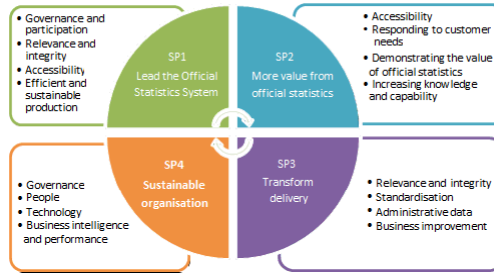 • Governance and
participation
• Relevance and
integrity
• Accessibility
• Efficient and
sustainable
production
SP1
Lead the Official
Statistics System
SP2
More value from
official statistics
• Accessibility
• Responding to customer
needs
• Demonstrating the value
of official statistics
• Increasing knowledge
and capability
• Governance
• People
• Technology
• Business intelligence
and performance
SP4
Sustainable
organisation
SP3
Transform
delivery
• Relevance and integrity
• Standardisation
• Administrative data
• Business improvement